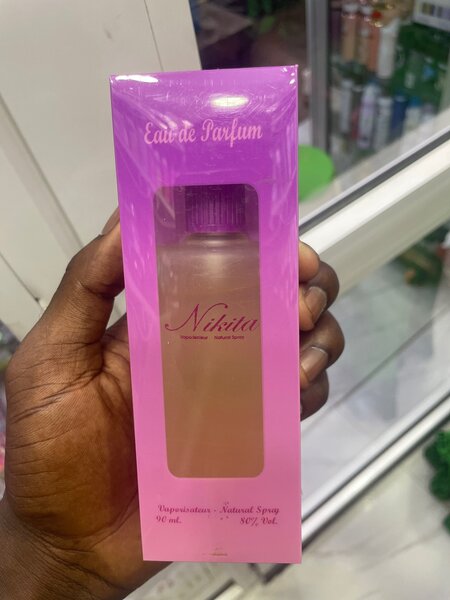 Eau de Parfum
Nikita
Vaporisateur - Natural Spray
Vaporisateur - Natural Spray
90 ml. 80% Vol.